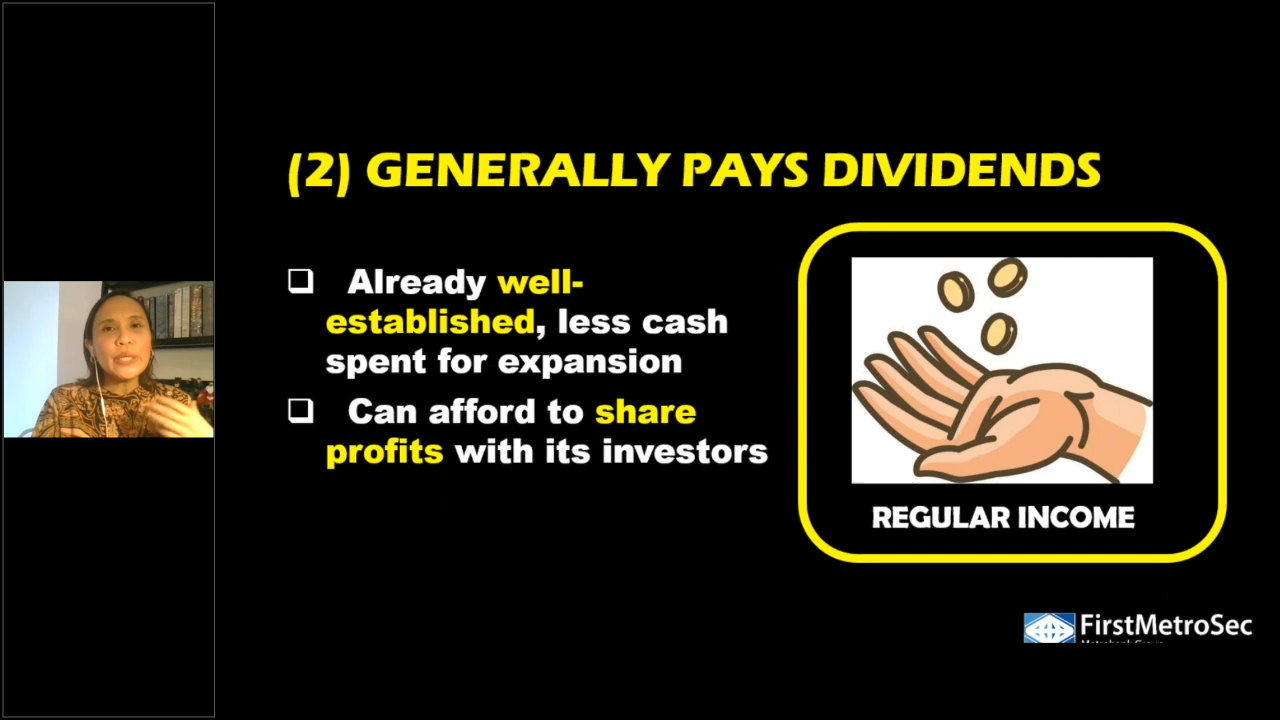 (2) GENERALLY PAYS DIVIDENDS
❑ Already well-
established, less cash
spent for expansion
❑ Can afford to share
profits with its investors
REGULAR INCOME
FirstMetroSec